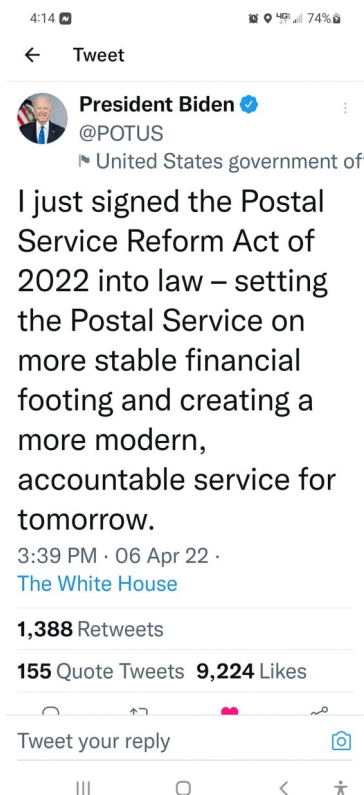 4:14 4G 74%
Tweet
President Biden
@POTUS
United States government of
I just signed the Postal
Service Reform Act of
2022 into law – setting
the Postal Service on
more stable financial
footing and creating a
more modern,
accountable service for
tomorrow.
3:39 PM · 06 Apr 22 ·
The White House
1,388 Retweets
155 Quote Tweets 9,224 Likes
Tweet your reply